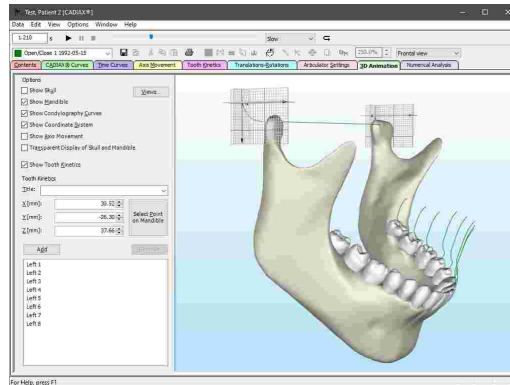 Test, Patient 2 [CADIAX®]
Data Edit View Options Window Help
1.210 s Slow
Open/Close 1 1992-05-15 250.0% Frontal view
Contents CADIAX® Curves Time Curves Axis Movement Tooth Kinetics Translations-Rotations Articulator Settings 3D Animation Numerical Analysis
Options
Show Skull Views...
Show Mandible
Show Condylography Curves
Show Coordinate System
Show Axis Movement
Transparent Display of Skull and Mandible
Show Tooth Kinetics
Tooth Kinetics
Title:
X [mm]: 30.52
Y [mm]: -26.30 Select Point on Mandible
Z [mm]: 37.66
Add
Left 1
Left 2
Left 3
Left 4
Left 5
Left 6
Left 7
Left 8
For Help, press F1